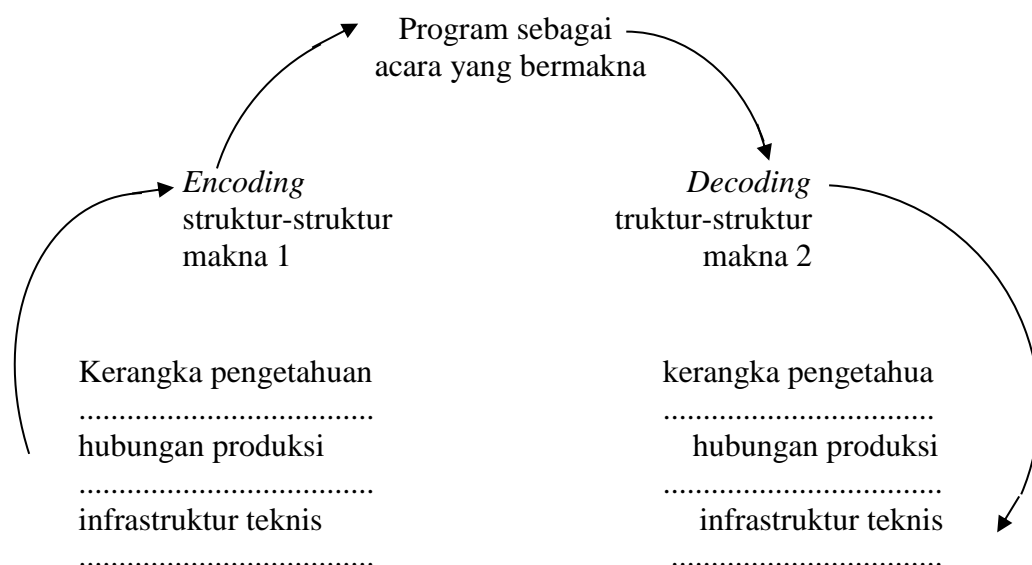 Program sebagai
acara yang bermakna
Encoding
struktur-struktur
makna 1
Decoding
truktur-struktur
makna 2
Kerangka pengetahuan
.....................................
hubungan produksi
.....................................
infrastruktur teknis
.....................................
kerangka pengetahua
..................................
hubungan produksi
...................................
infrastruktur teknis
..................................